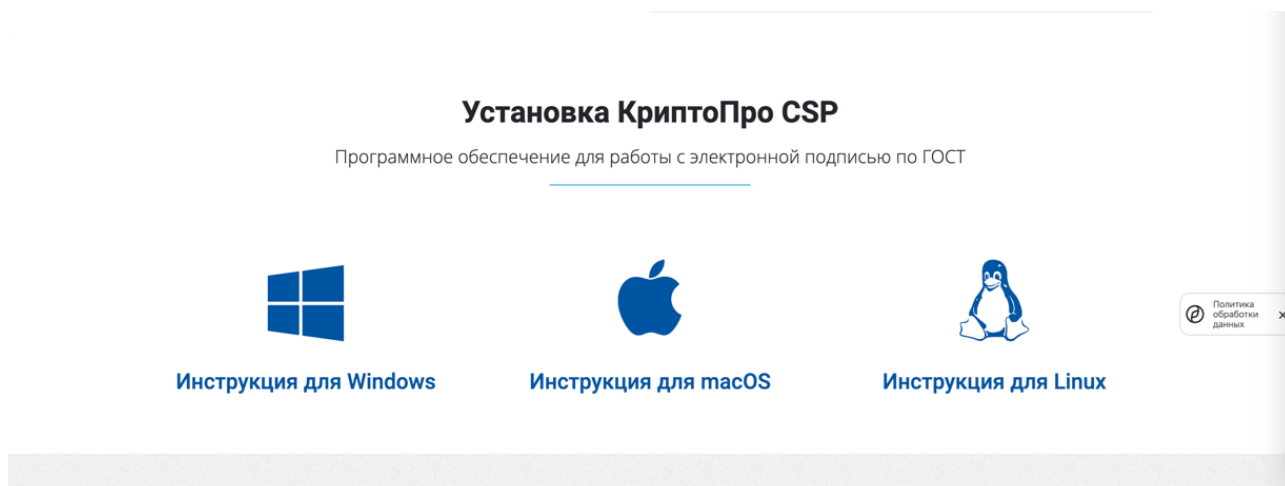 Установка КриптоПро CSP
Программное обеспечение для работы с электронной подписью по ГОСТ
Инструкция для Windows
Инструкция для macOS
Инструкция для Linux
Политика
обработки
данных